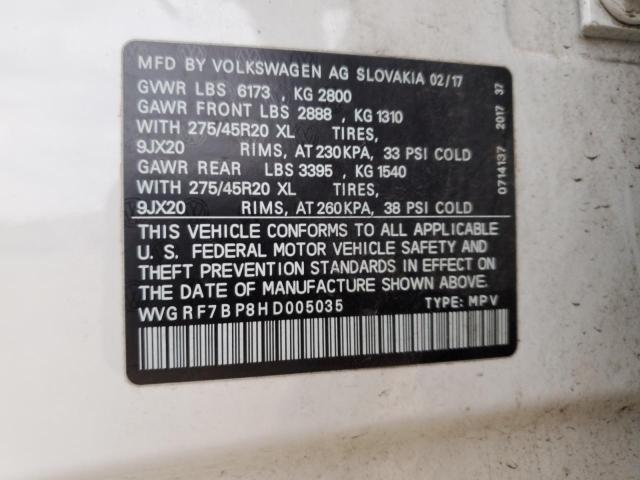 MFD BY VOLKSWAGEN AG SLOVAKIA 02/17
GVWR LBS 6173 , KG 2800
GAWR FRONT LBS 2888 , KG 1310
WITH 275/45R20 XL TIRES,
9JX20 RIMS, AT 230KPA, 33 PSI COLD
GAWR REAR LBS 3395 , KG 1540
WITH 275/45R20 XL TIRES,
9JX20 RIMS, AT 260KPA, 38 PSI COLD
THIS VEHICLE CONFORMS TO ALL APPLICABLE
U. S. FEDERAL MOTOR VEHICLE SAFETY AND
THEFT PREVENTION STANDARDS IN EFFECT ON
THE DATE OF MANUFACTURE SHOWN ABOVE.
WVGRF7BP8HD005035 TYPE: MPV
0714137 2017 37